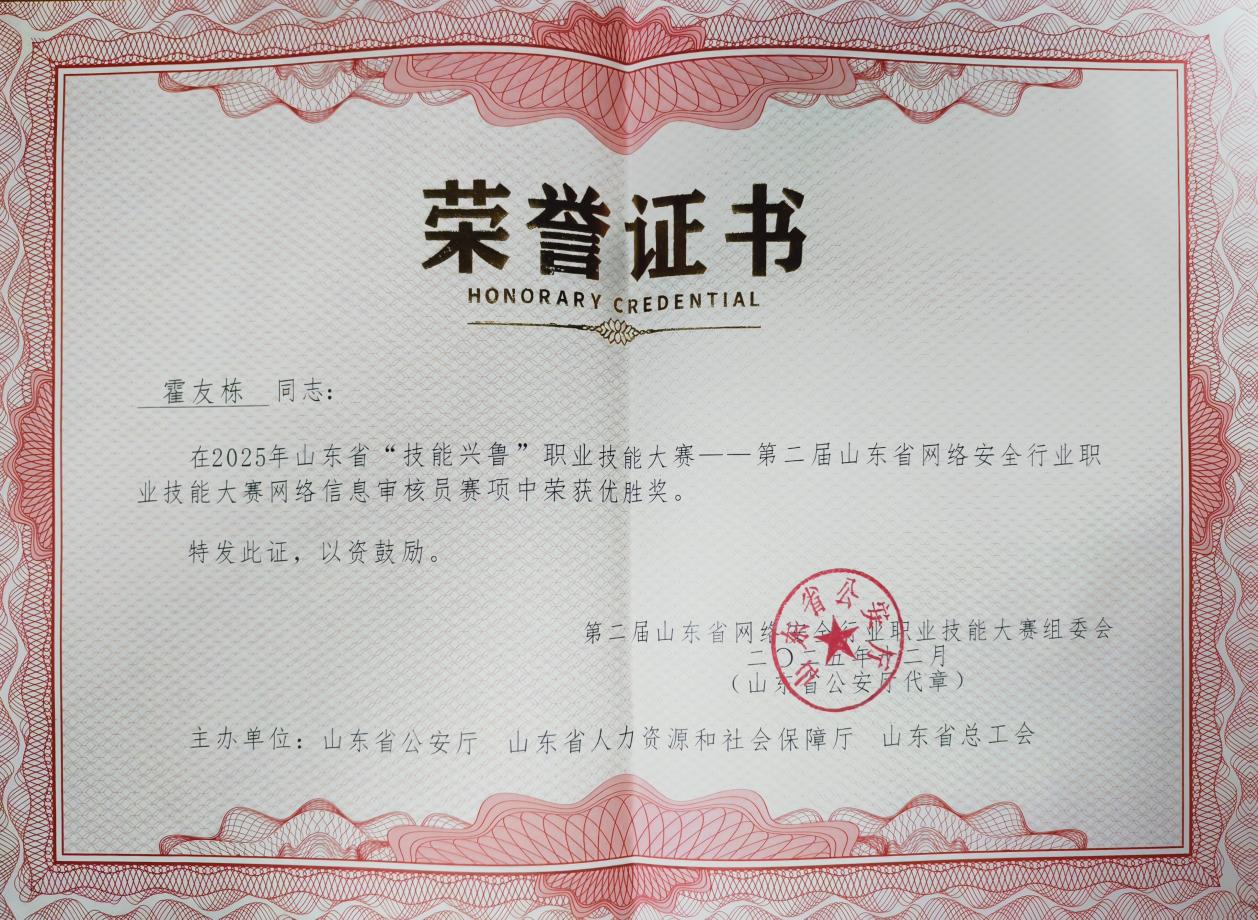 荣誉证书
HONORARY CREDENTIAL
霍友栋 同志：
在2025年山东省“技能兴鲁”职业技能大赛——第二届山东省网络安全行业职
业技能大赛网络信息审核员赛项中荣获优胜奖。
特发此证，以资鼓励。
第二届山东省网络安全行业职业技能大赛组委会
二〇二五年十二月
（山东省公安厅代章）
山东省公安厅
主办单位：山东省公安厅 山东省人力资源和社会保障厅 山东省总工会